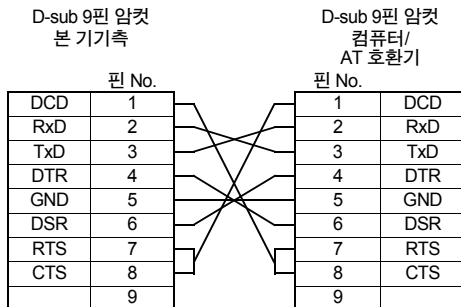 D-sub 9핀 암컷
본 기기측
D-sub 9핀 암컷
컴퓨터/
AT 호환기
핀 No.
핀 No.
DCD 1 1 DCD
RxD 2 2 RxD
TxD 3 3 TxD
DTR 4 4 DTR
GND 5 5 GND
DSR 6 6 DSR
RTS 7 7 RTS
CTS 8 8 CTS
9 9